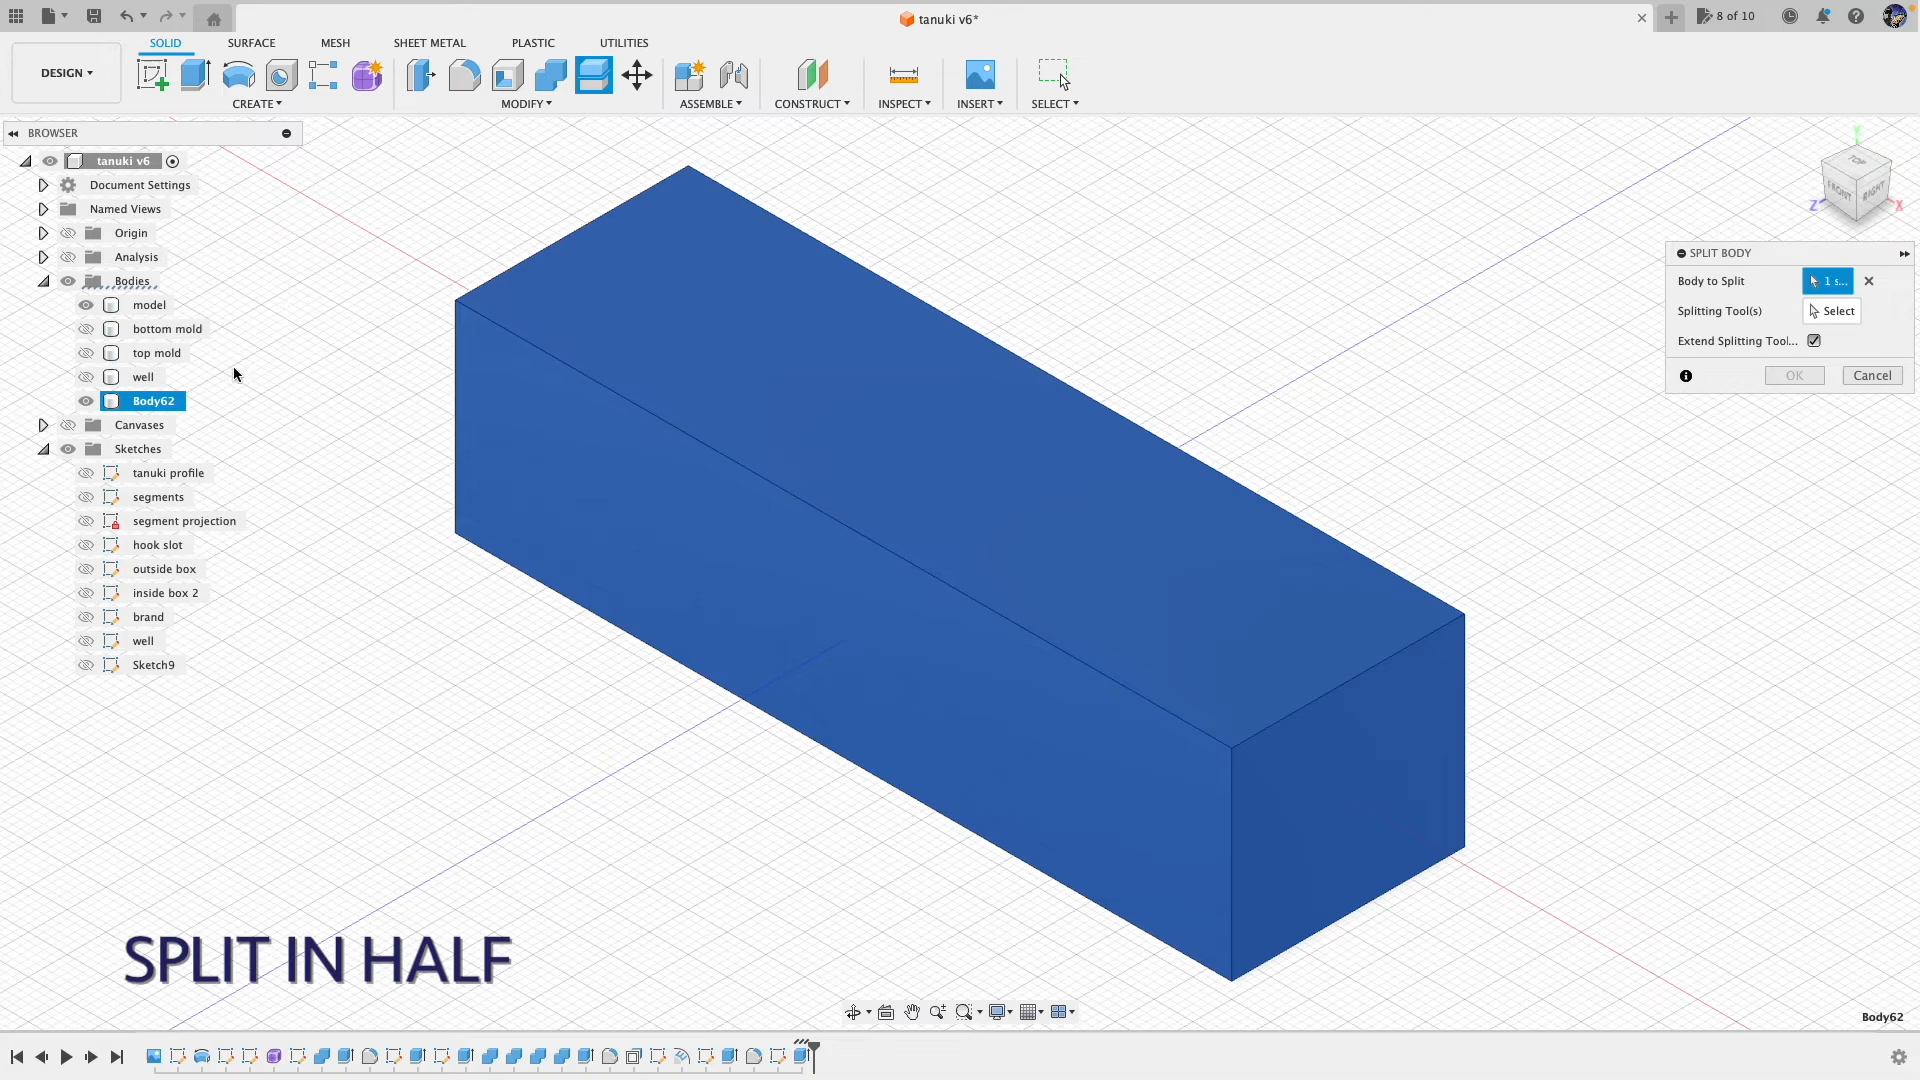 tanuki v6*
8 of 10
DESIGN
SOLID
SURFACE
MESH
SHEET METAL
PLASTIC
UTILITIES
CREATE
MODIFY
ASSEMBLE
CONSTRUCT
INSPECT
INSERT
SELECT
BROWSER
tanuki v6
Document Settings
Named Views
Origin
Analysis
Bodies
model
bottom mold
top mold
well
Body62
Canvases
Sketches
tanuki profile
segments
segment projection
hook slot
outside box
inside box 2
brand
well
Sketch9
Y
TOP
FRONT
RIGHT
Z
X
SPLIT BODY
Body to Split
1 s...
Splitting Tool(s)
Select
Extend Splitting Tool...
OK
Cancel
SPLIT IN HALF
Body62